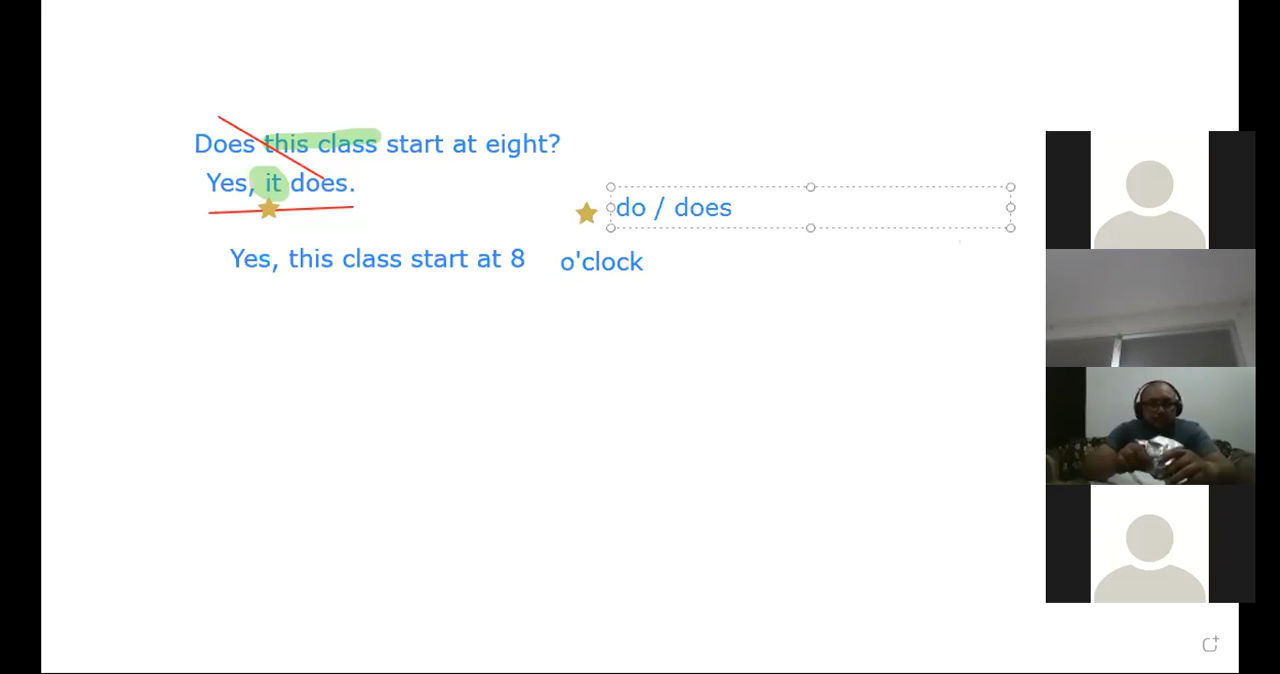 Does this class start at eight?
Yes, it does.
do / does
Yes, this class start at 8 o'clock